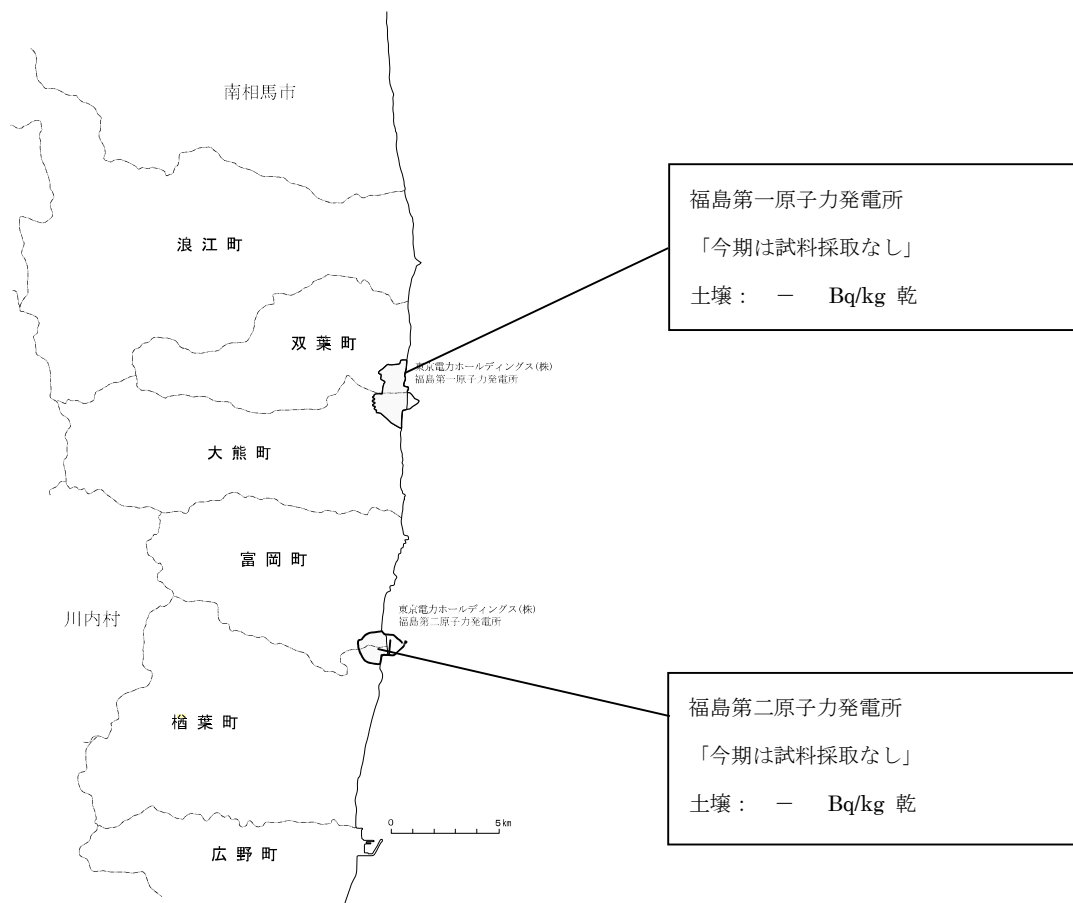 南相馬市
福島第一原子力発電所
「今期は試料採取なし」
土壌： － Bq/kg 乾
浪江町
双葉町
東京電力ホールディングス(株)
福島第一原子力発電所
大熊町
富岡町
東京電力ホールディングス(株)
福島第二原子力発電所
川内村
福島第二原子力発電所
「今期は試料採取なし」
土壌： － Bq/kg 乾
楢葉町
0 5km
広野町